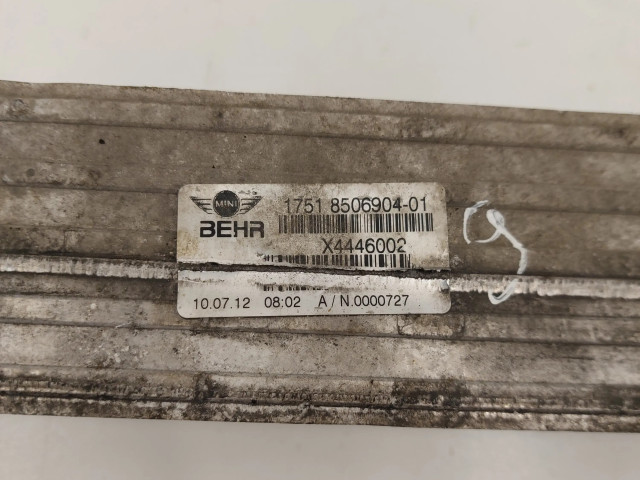 MINI
1751 8506904-01
BEHR
X4446002
10.07.12 08:02 A/N.0000727